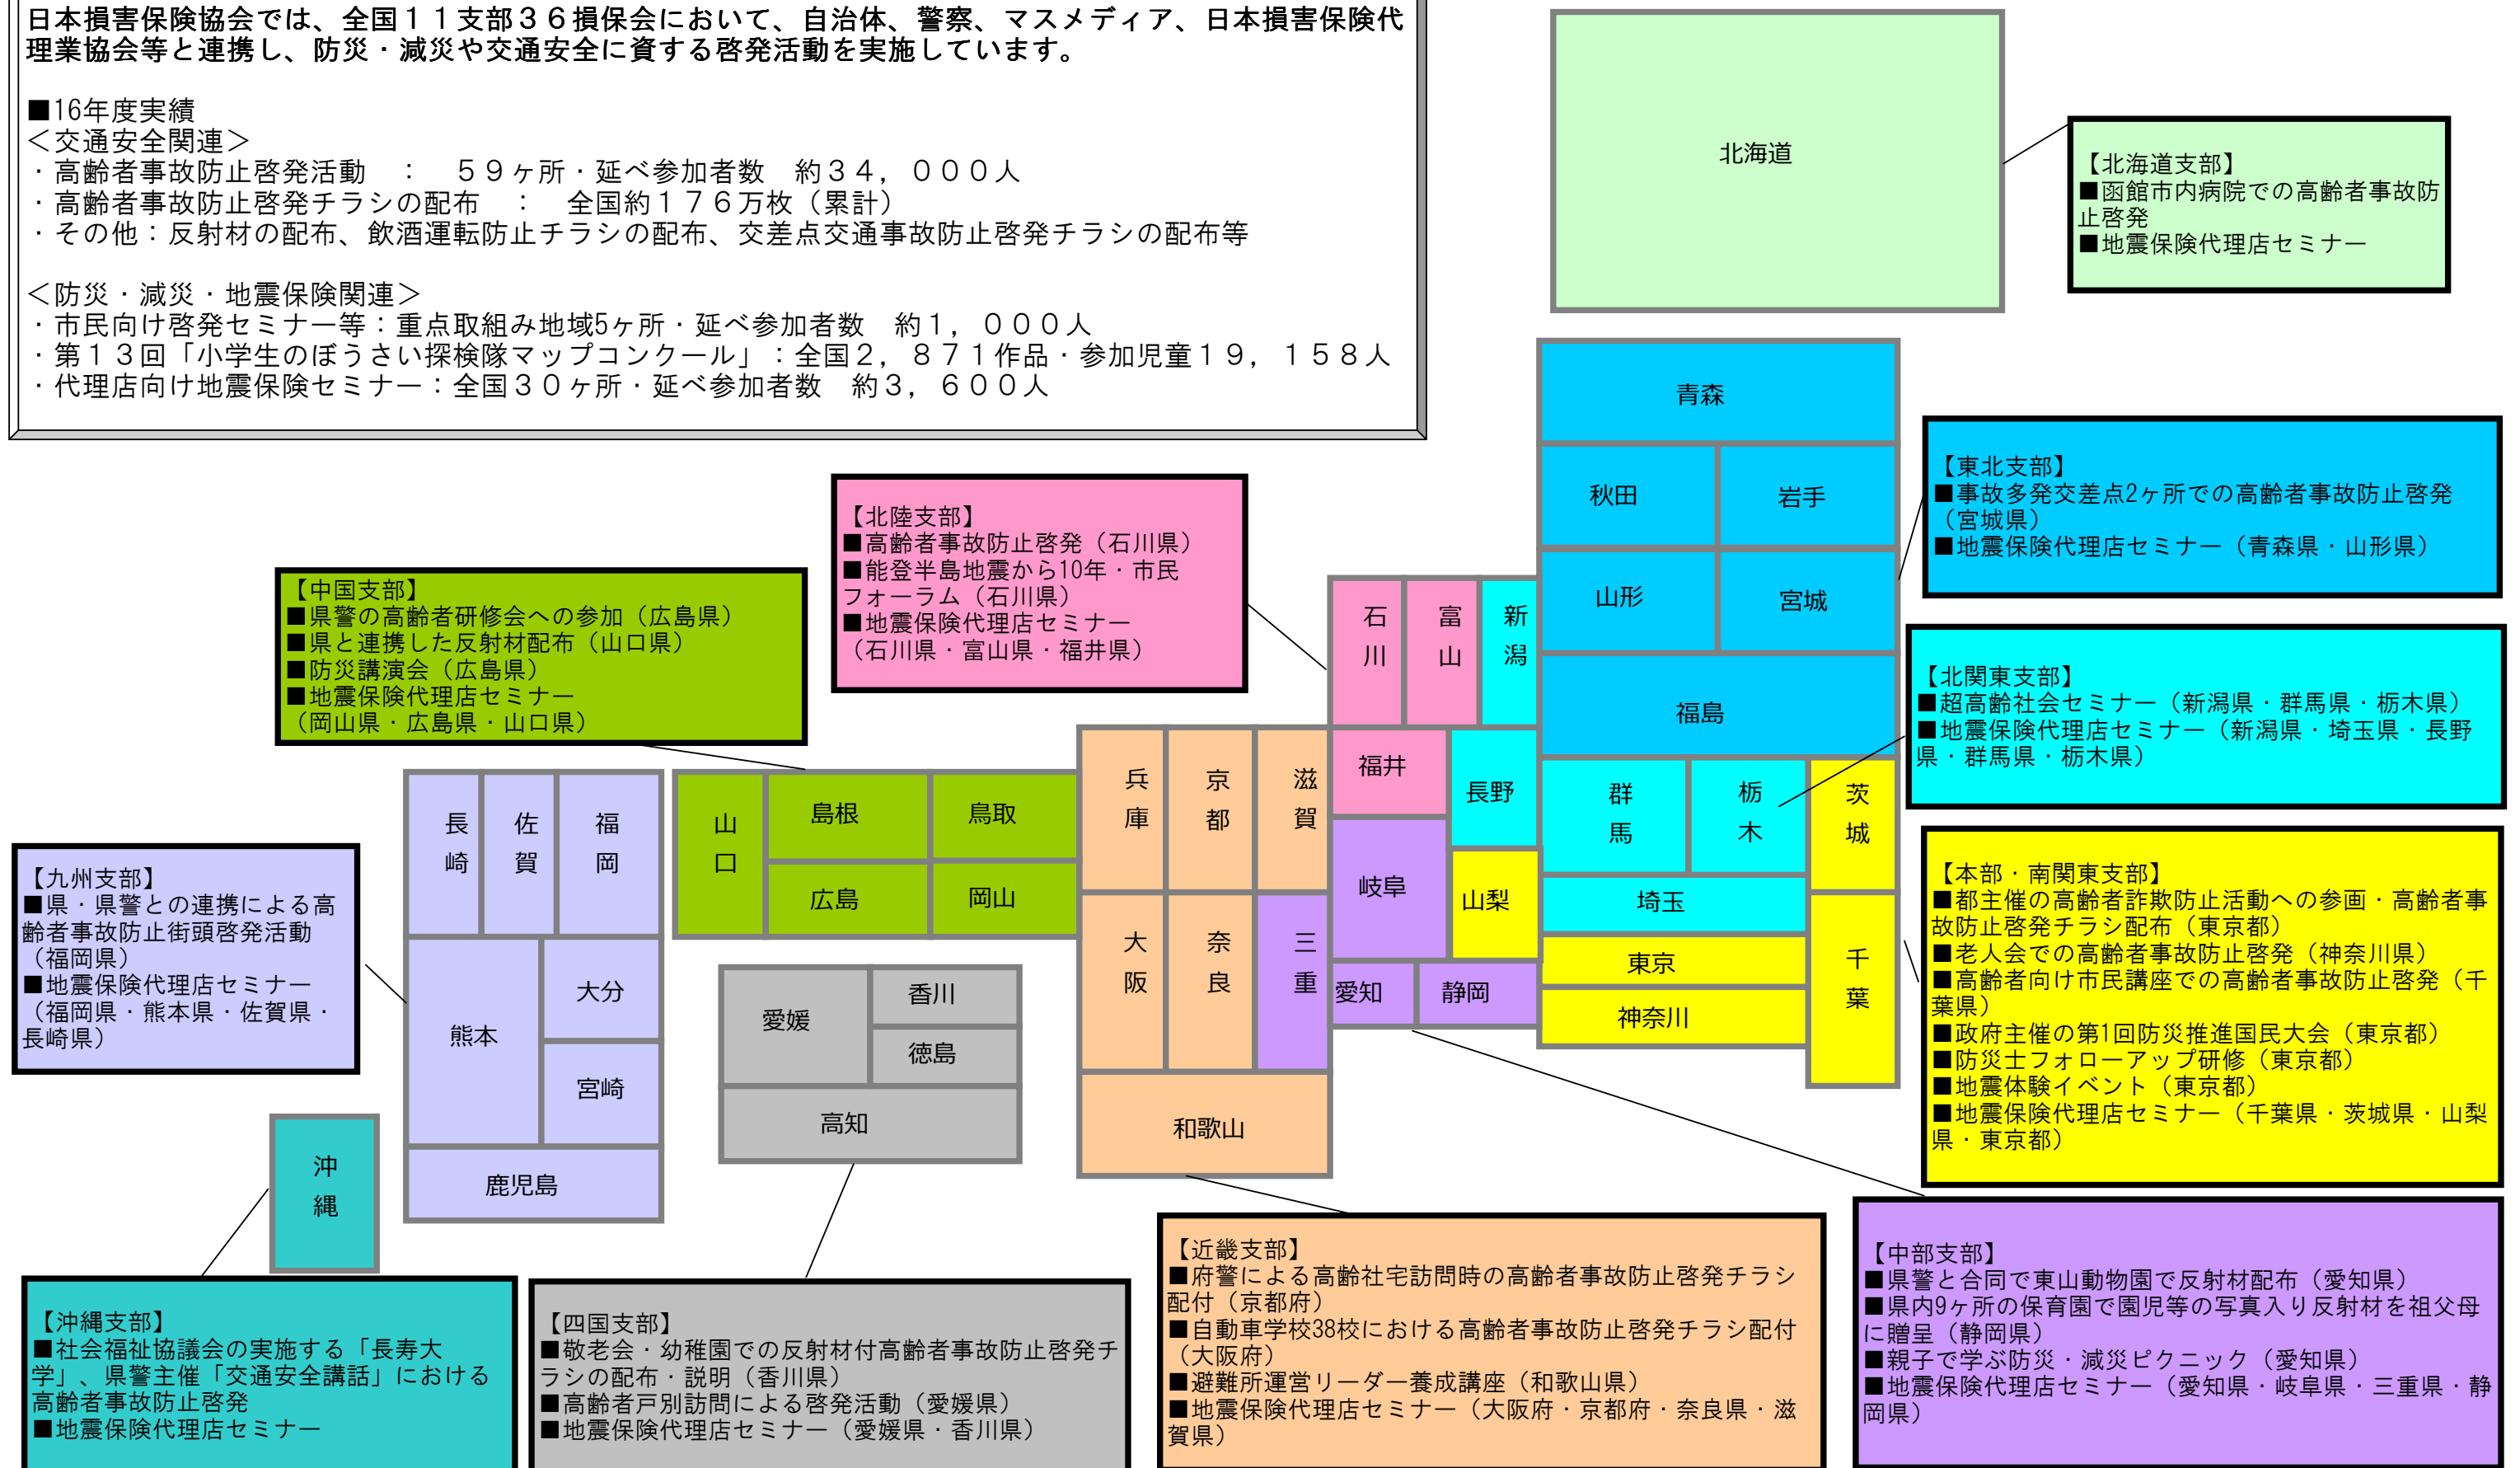 日本損害保険協会では、全国１１支部３６損保会において、自治体、警察、マスメディア、日本損害保険代
理業協会等と連携し、防災・減災や交通安全に資する啓発活動を実施しています。
■16年度実績
＜交通安全関連＞
・高齢者事故防止啓発活動　：　５９ヶ所・延べ参加者数　約３４，０００人
・高齢者事故防止啓発チラシの配布　：　全国約１７６万枚（累計）
・その他：反射材の配布、飲酒運転防止チラシの配布、交差点交通事故防止啓発チラシの配布等
＜防災・減災・地震保険関連＞
・市民向け啓発セミナー等：重点取組み地域5ヶ所・延べ参加者数　約１，０００人
・第１３回「小学生のぼうさい探検隊マップコンクール」：全国２，８７１作品・参加児童１９，１５８人
・代理店向け地震保険セミナー：全国３０ヶ所・延べ参加者数　約３，６００人
北海道
【北海道支部】
■函館市内病院での高齢者事故防
止啓発
■地震保険代理店セミナー
青森
秋田
岩手
山形
宮城
福島
【東北支部】
■事故多発交差点2ヶ所での高齢者事故防止啓発
（宮城県）
■地震保険代理店セミナー（青森県・山形県）
【北陸支部】
■高齢者事故防止啓発（石川県）
■能登半島地震から10年・市民
フォーラム（石川県）
■地震保険代理店セミナー
（石川県・富山県・福井県）
【中国支部】
■県警の高齢者研修会への参加（広島県）
■県と連携した反射材配布（山口県）
■防災講演会（広島県）
■地震保険代理店セミナー
（岡山県・広島県・山口県）
石川
富山
新潟
【北関東支部】
■超高齢社会セミナー（新潟県・群馬県・栃木県）
■地震保険代理店セミナー（新潟県・埼玉県・長野
県・群馬県・栃木県）
福井
長野
群馬
栃木
茨城
兵庫
京都
滋賀
長崎
佐賀
福岡
山口
島根
鳥取
広島
岡山
岐阜
山梨
埼玉
東京
千葉
神奈川
大阪
奈良
三重
愛知
静岡
和歌山
熊本
大分
宮崎
鹿児島
愛媛
香川
徳島
高知
沖縄
【九州支部】
■県・県警との連携による高
齢者事故防止街頭啓発活動
（福岡県）
■地震保険代理店セミナー
（福岡県・熊本県・佐賀県・
長崎県）
【本部・南関東支部】
■都主催の高齢者詐欺防止活動への参画・高齢者事
故防止啓発チラシ配布（東京都）
■老人会での高齢者事故防止啓発（神奈川県）
■高齢者向け市民講座での高齢者事故防止啓発（千
葉県）
■政府主催の第1回防災推進国民大会（東京都）
■防災士フォローアップ研修（東京都）
■地震体験イベント（東京都）
■地震保険代理店セミナー（千葉県・茨城県・山梨
県・東京都）
【沖縄支部】
■社会福祉協議会の実施する「長寿大
学」、県警主催「交通安全講話」における
高齢者事故防止啓発
■地震保険代理店セミナー
【四国支部】
■敬老会・幼稚園での反射材付高齢者事故防止啓発チ
ラシの配布・説明（香川県）
■高齢者戸別訪問による啓発活動（愛媛県）
■地震保険代理店セミナー（愛媛県・香川県）
【近畿支部】
■府警による高齢社宅訪問時の高齢者事故防止啓発チラシ
配付（京都府）
■自動車学校38校における高齢者事故防止啓発チラシ配付
（大阪府）
■避難所運営リーダー養成講座（和歌山県）
■地震保険代理店セミナー（大阪府・京都府・奈良県・滋
賀県）
【中部支部】
■県警と合同で東山動物園で反射材配布（愛知県）
■県内9ヶ所の保育園で園児等の写真入り反射材を祖父母
に贈呈（静岡県）
■親子で学ぶ防災・減災ピクニック（愛知県）
■地震保険代理店セミナー（愛知県・岐阜県・三重県・静
岡県）